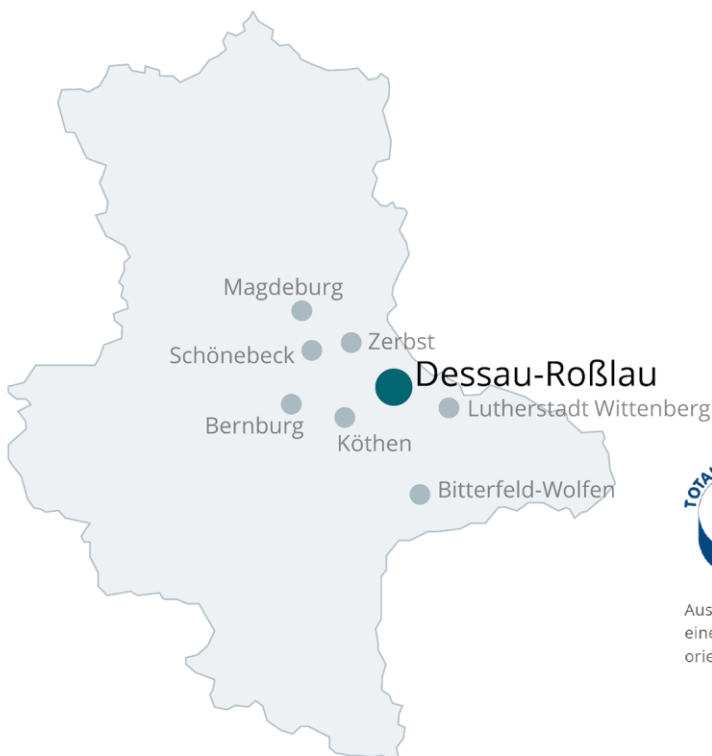 Magdeburg
Zerbst
Schönebeck
Dessau-Roßlau
Lutherstadt Wittenberg
Bernburg
Köthen
Bitterfeld-Wolfen